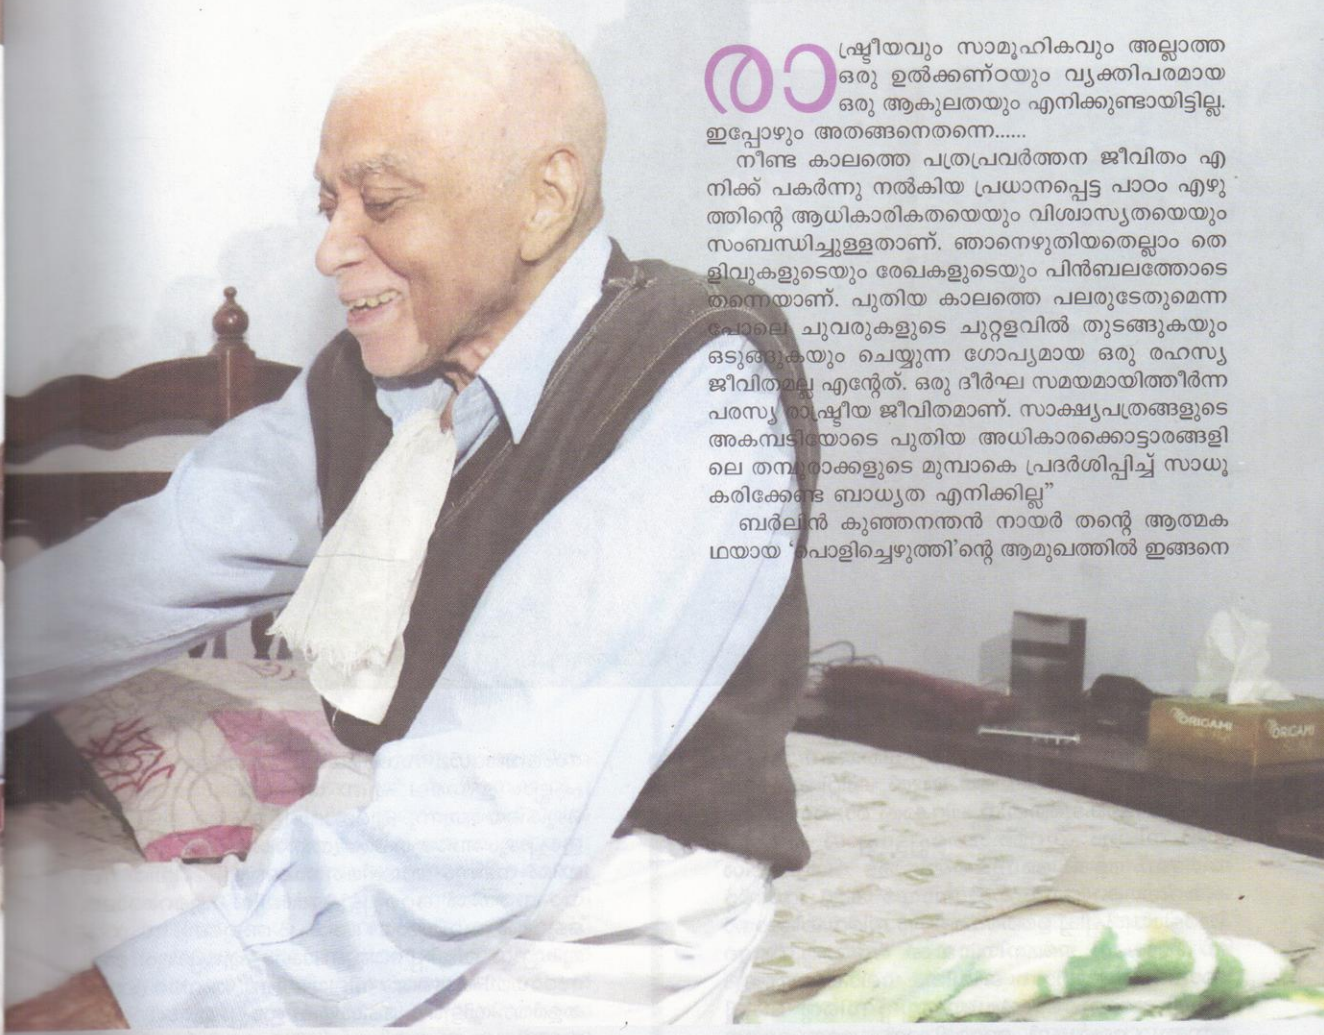 രാഷ്ട്രീയവും സാമൂഹികവും അല്ലാത്ത
ഒരു ഉൽക്കണ്ഠയും വ്യക്തിപരമായ
ഒരു ആകുലതയും എനിക്കുണ്ടായിട്ടില്ല.
ഇപ്പോഴും അതങ്ങനെതന്നെ......
നീണ്ട കാലത്തെ പത്രപ്രവർത്തന ജീവിതം എ
നിക്ക് പകർന്നു നൽകിയ പ്രധാനപ്പെട്ട പാഠം എഴു
ത്തിന്റെ ആധികാരികതയെയും വിശ്വാസ്യതയെയും
സംബന്ധിച്ചുള്ളതാണ്. ഞാനെഴുതിയതെല്ലാം തെ
ളിവുകളുടെയും രേഖകളുടെയും പിൻബലത്തോടെ
തന്നെയാണ്. പുതിയ കാലത്തെ പലരുടേതുമെന്ന
പോലെ ചുവരുകളുടെ ചുറ്റളവിൽ തുടങ്ങുകയും
ഒടുങ്ങുകയും ചെയ്യുന്ന ഗോപ്യമായ ഒരു രഹസ്യ
ജീവിതമല്ല എന്റേത്. ഒരു ദീർഘ സമയമായിത്തീർന്ന
പരസ്യ രാഷ്ട്രീയ ജീവിതമാണ്. സാക്ഷ്യപത്രങ്ങളുടെ
അകമ്പടിയോടെ പുതിയ അധികാരക്കൊട്ടാരങ്ങളി
ലെ തമ്പുരാക്കളുടെ മുമ്പാകെ പ്രദർശിപ്പിച്ച് സാധൂ
കരിക്കേണ്ട ബാധ്യത എനിക്കില്ല”
ബർലിൻ കുഞ്ഞനന്തൻ നായർ തന്റെ ആത്മക
ഥയായ ‘പൊളിച്ചെഴുത്തി’ന്റെ ആമുഖത്തിൽ ഇങ്ങനെ
ORIGAMI ORIGAMI